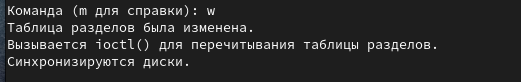 Команда (m для справки): w
Таблица разделов была изменена.
Вызывается ioctl() для перечитывания таблицы разделов.
Синхронизируются диски.